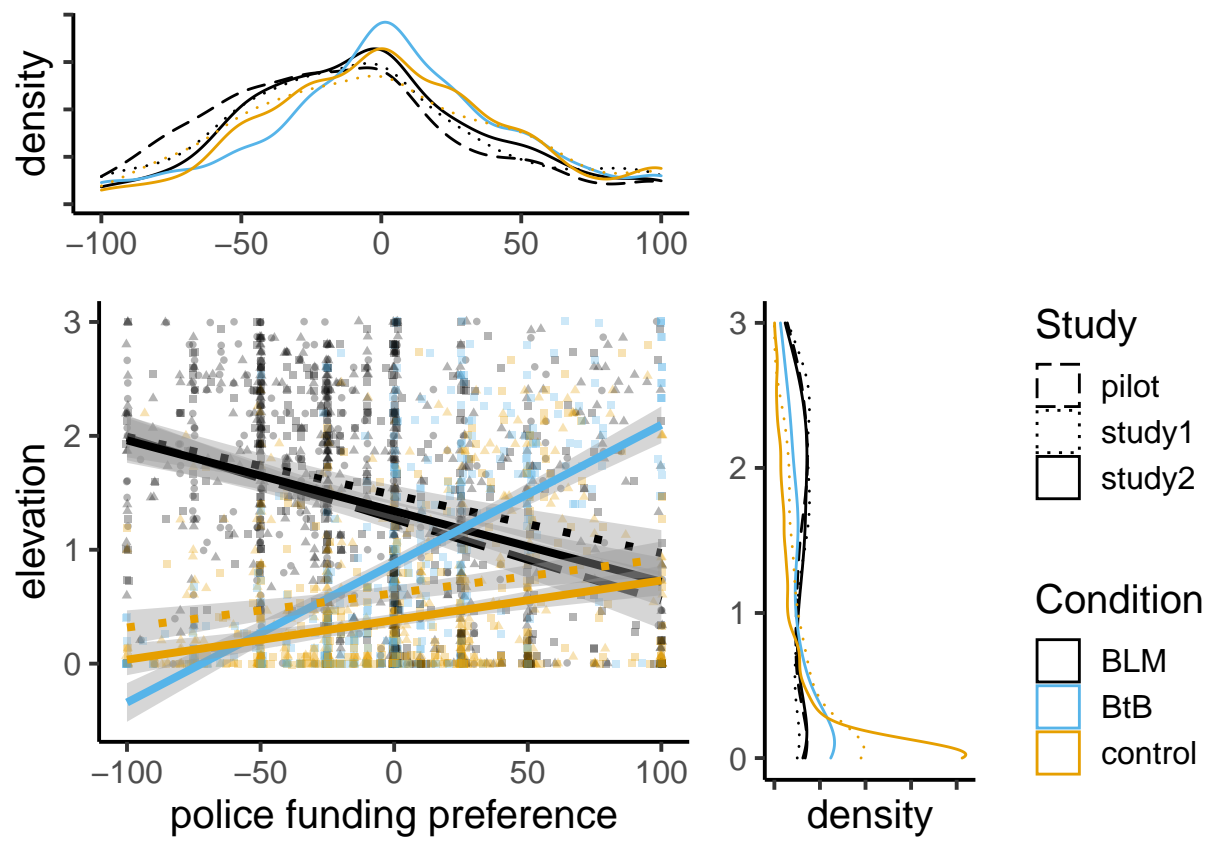 density
−100 −50 0 50 100
3
2
1
0
elevation
−100 −50 0 50 100
police funding preference
3
2
1
0
density
Study
pilot
study1
study2
Condition
BLM
BtB
control